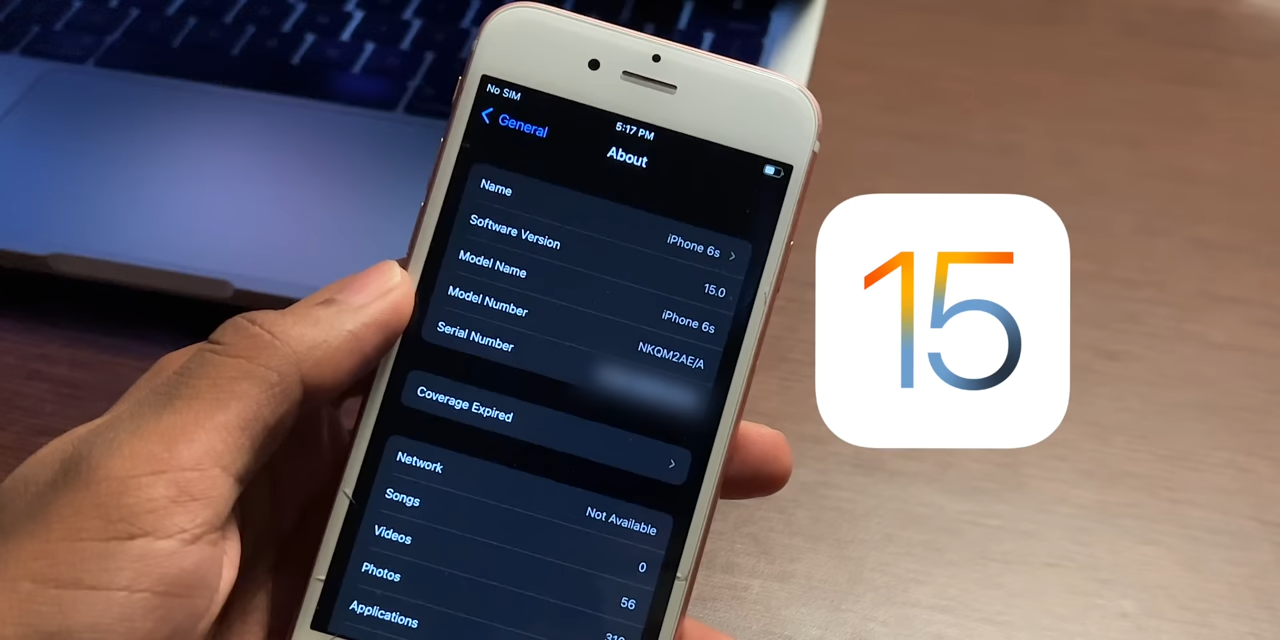 No SIM
5:17 PM
General
About
Name
iPhone 6s
Software Version
15.0
Model Name
iPhone 6s
Model Number
NKQM2AE/A
Serial Number
Coverage Expired
Network
Not Available
Songs
0
Videos
56
Photos
Applications
15